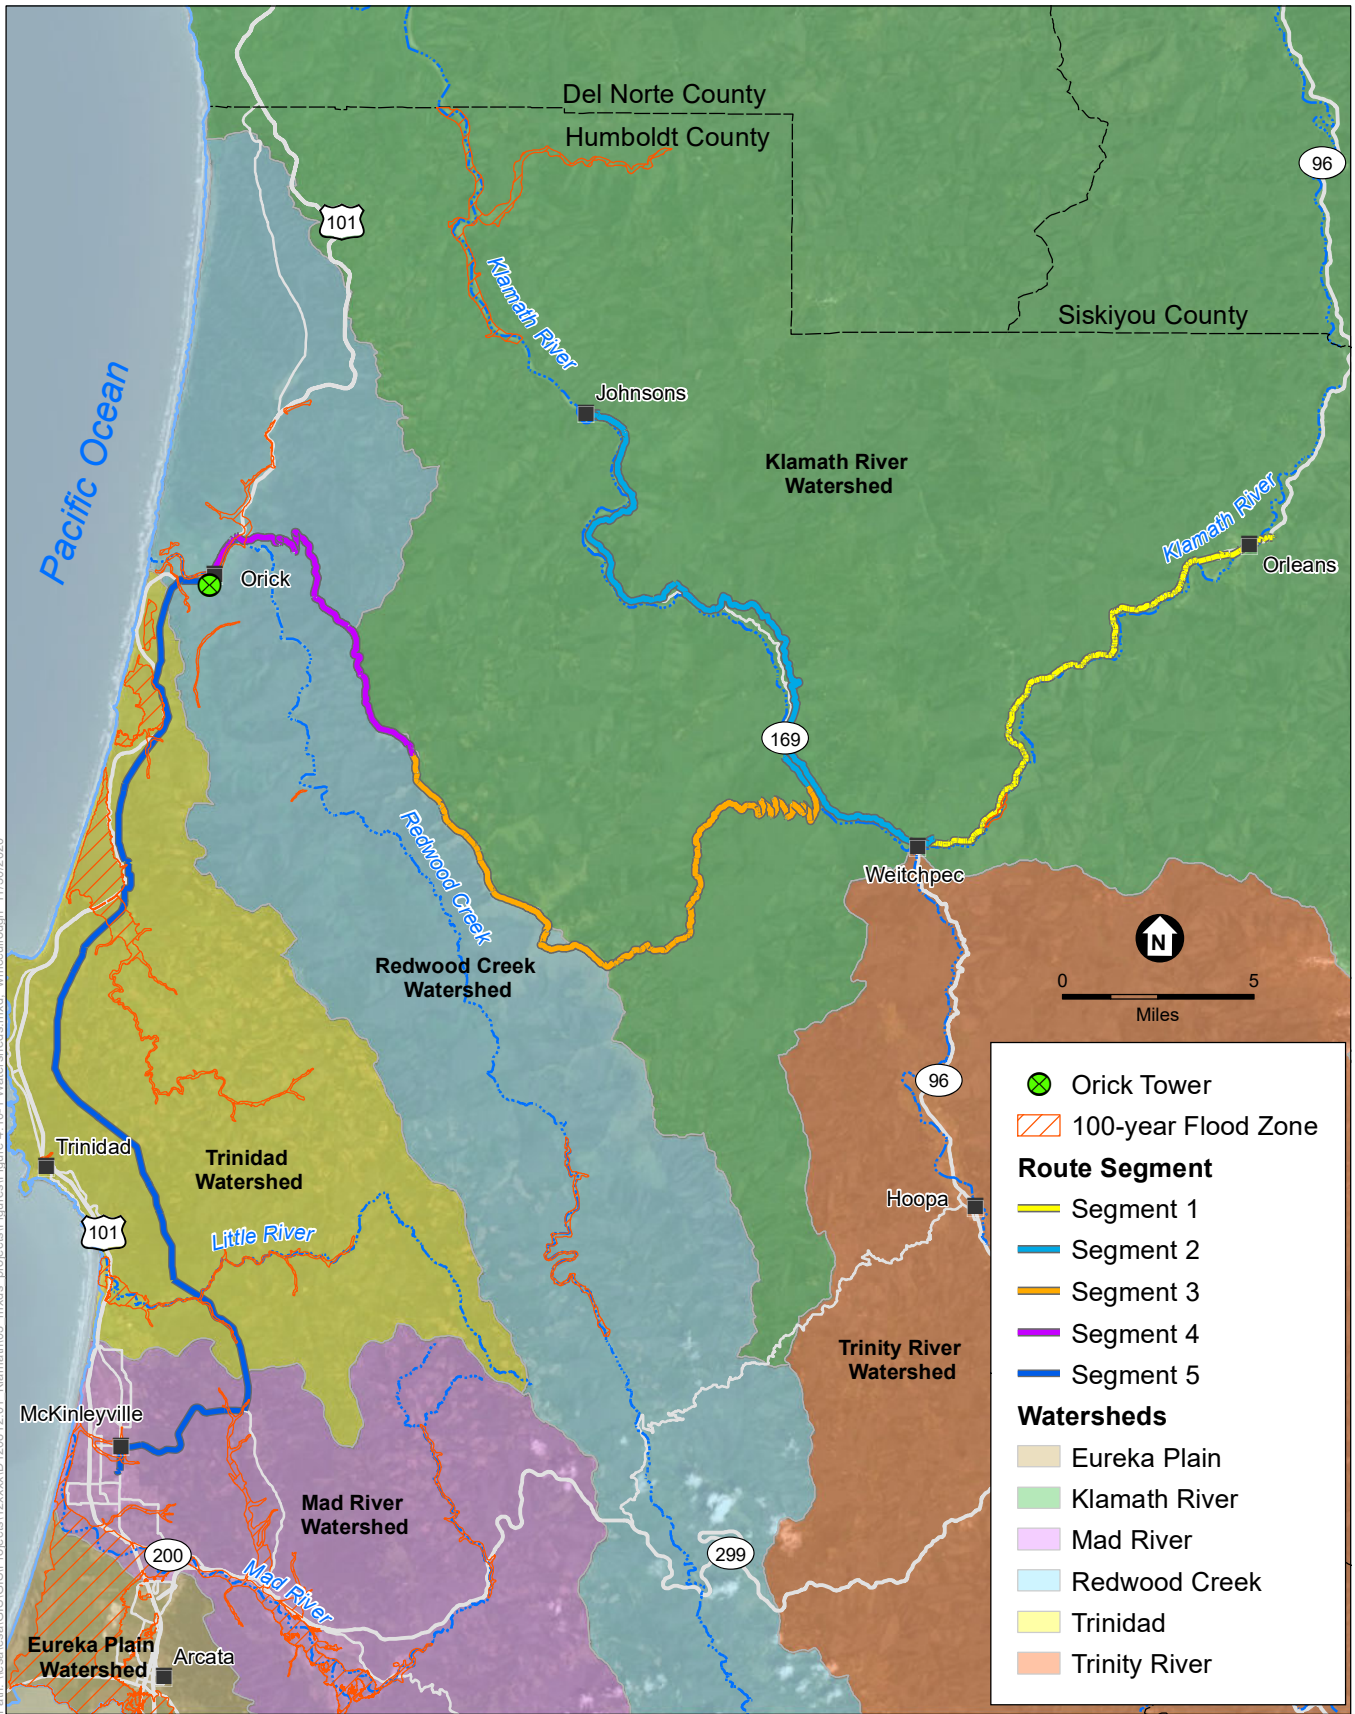 Del Norte County
Humboldt County
96
101
Klamath River
Siskiyou County
Pacific Ocean
Johnsons
Klamath River
Watershed
Klamath River
Orleans
Orick
169
Redwood Creek
Weitchpec
N
Redwood Creek
Watershed
0 5
Miles
96
Trinidad
Trinidad
Watershed
Hoopa
101
Little River
Trinity River
Watershed
McKinleyville
Mad River
Watershed
200
299
Mad River
Eureka Plain
Watershed
Arcata
Orick Tower
100-year Flood Zone
Route Segment
Segment 1
Segment 2
Segment 3
Segment 4
Segment 5
Watersheds
Eureka Plain
Klamath River
Mad River
Redwood Creek
Trinidad
Trinity River